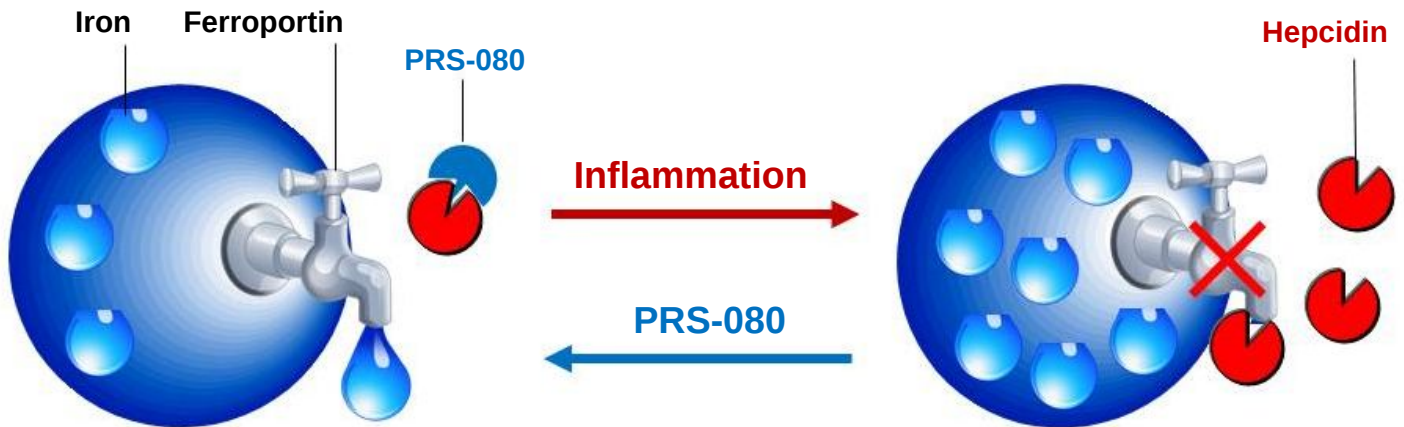 Iron
Ferroportin
PRS-080
Hepcidin
Inflammation
PRS-080